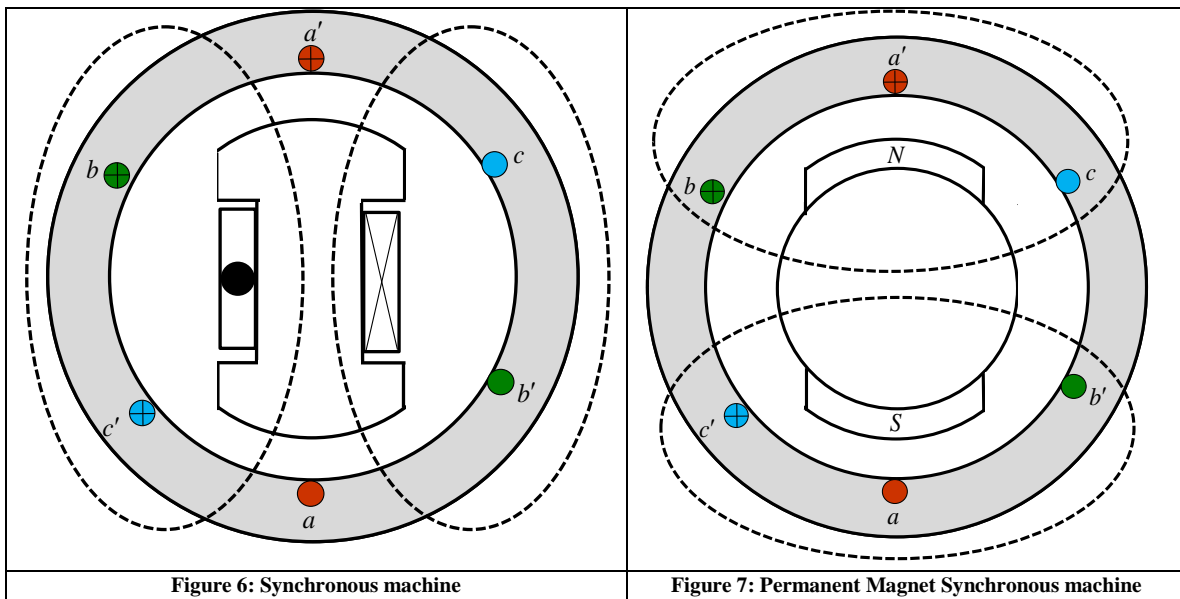 a′
b
c
c′
b′
a
Figure 6: Synchronous machine
a′
N
b
c
c′
S
b′
a
Figure 7: Permanent Magnet Synchronous machine